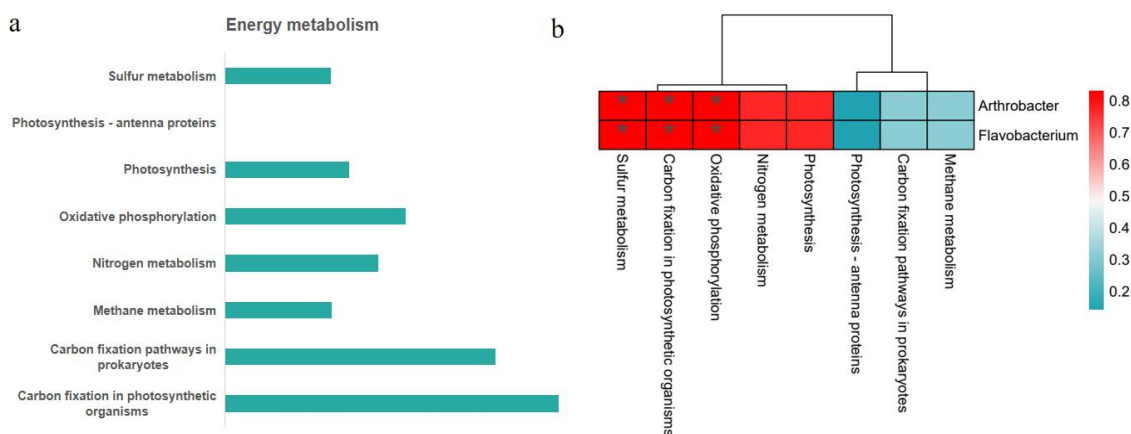 a
Energy metabolism
Sulfur metabolism
Photosynthesis - antenna proteins
Photosynthesis
Oxidative phosphorylation
Nitrogen metabolism
Methane metabolism
Carbon fixation pathways in
prokaryotes
Carbon fixation in photosynthetic
organisms
b
* * *
Arthrobacter
* * *
Flavobacterium
Sulfur metabolism
Carbon fixation in photosynthetic organisms
Oxidative phosphorylation
Nitrogen metabolism
Photosynthesis
Photosynthesis - antenna proteins
Carbon fixation pathways in prokaryotes
Methane metabolism
0.8
0.7
0.6
0.5
0.4
0.3
0.2